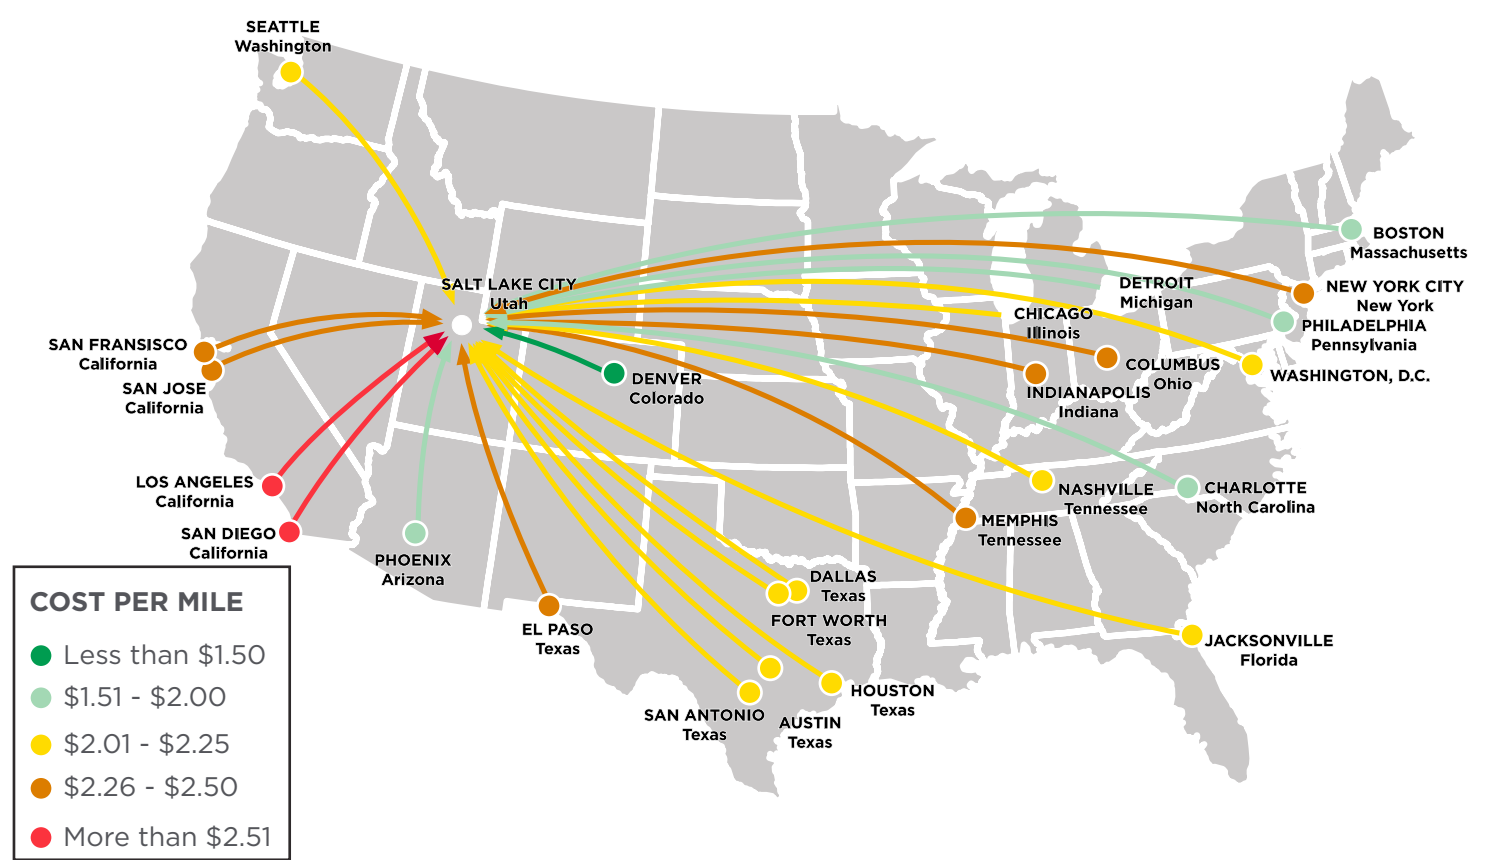 SEATTLE
Washington
SALT LAKE CITY
Utah
BOSTON
Massachusetts
DETROIT
Michigan
NEW YORK CITY
New York
CHICAGO
Illinois
PHILADELPHIA
Pennsylvania
SAN FRANSISCO
California
SAN JOSE
California
DENVER
Colorado
COLUMBUS
Ohio
WASHINGTON, D.C.
INDIANAPOLIS
Indiana
LOS ANGELES
California
NASHVILLE
Tennessee
CHARLOTTE
North Carolina
SAN DIEGO
California
MEMPHIS
Tennessee
PHOENIX
Arizona
DALLAS
Texas
FORT WORTH
Texas
EL PASO
Texas
JACKSONVILLE
Florida
HOUSTON
Texas
SAN ANTONIO
Texas
AUSTIN
Texas
COST PER MILE
Less than $1.50
$1.51 - $2.00
$2.01 - $2.25
$2.26 - $2.50
More than $2.51